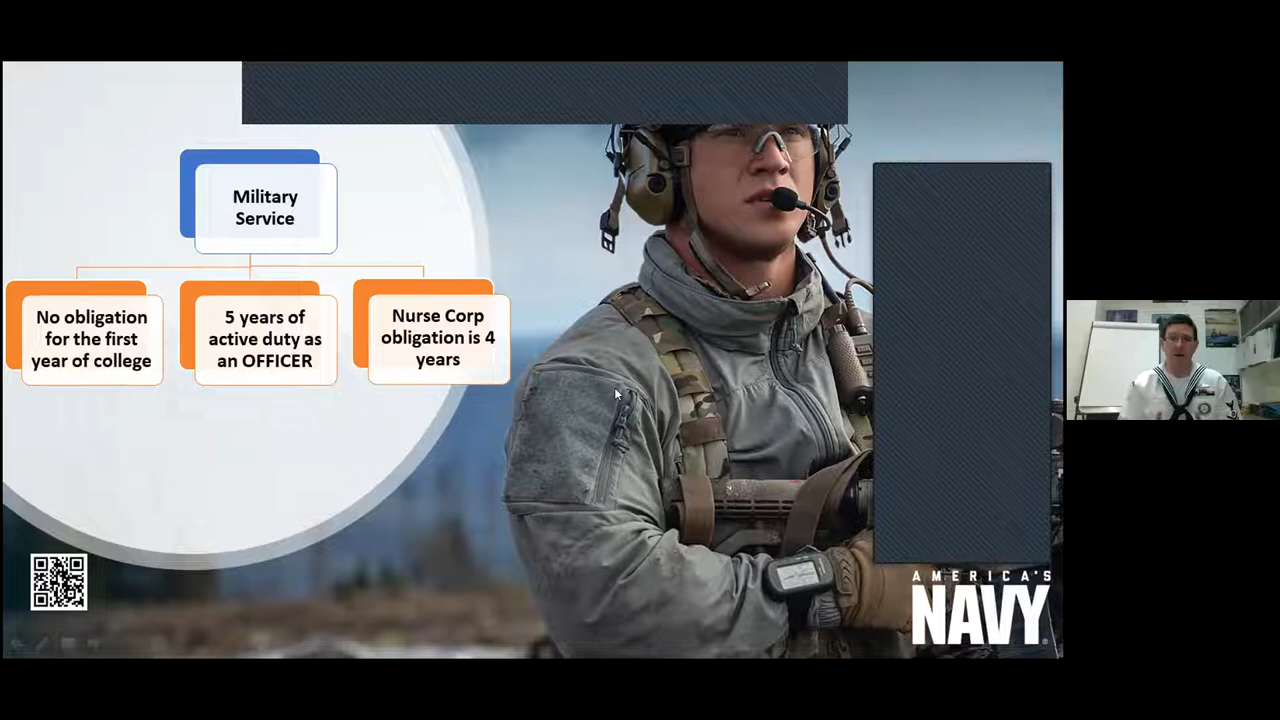 Military
Service
No obligation
for the first
year of college
5 years of
active duty as
an OFFICER
Nurse Corp
obligation is 4
years
AMERICA'S
NAVY